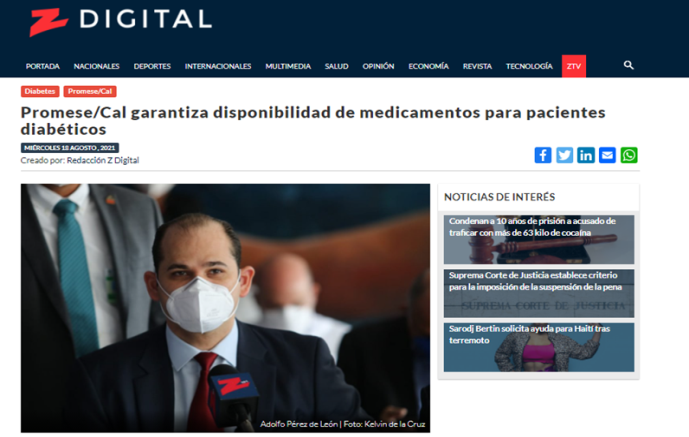 Z DIGITAL
PORTADA NACIONALES DEPORTES INTERNACIONALES MULTIMEDIA SALUD OPINIÓN ECONOMÍA REVISTA TECNOLOGÍA ZTV
Diabetes Promese/Cal
Promese/Cal garantiza disponibilidad de medicamentos para pacientes
diabéticos
MIÉRCOLES 18 AGOSTO , 2021
Creado por: Redacción Z Digital
NOTICIAS DE INTERÉS
Condenan a 10 años de prisión a acusado de
traficar con más de 63 kilo de cocaína
Suprema Corte de Justicia establece criterio
para la imposición de la suspensión de la pena
SUPREMA CORTE DE JUSTICIA
Sarodj Bertin solicita ayuda para Haití tras
terremoto
Z
Adolfo Pérez de León | Foto: Kelvin de la Cruz